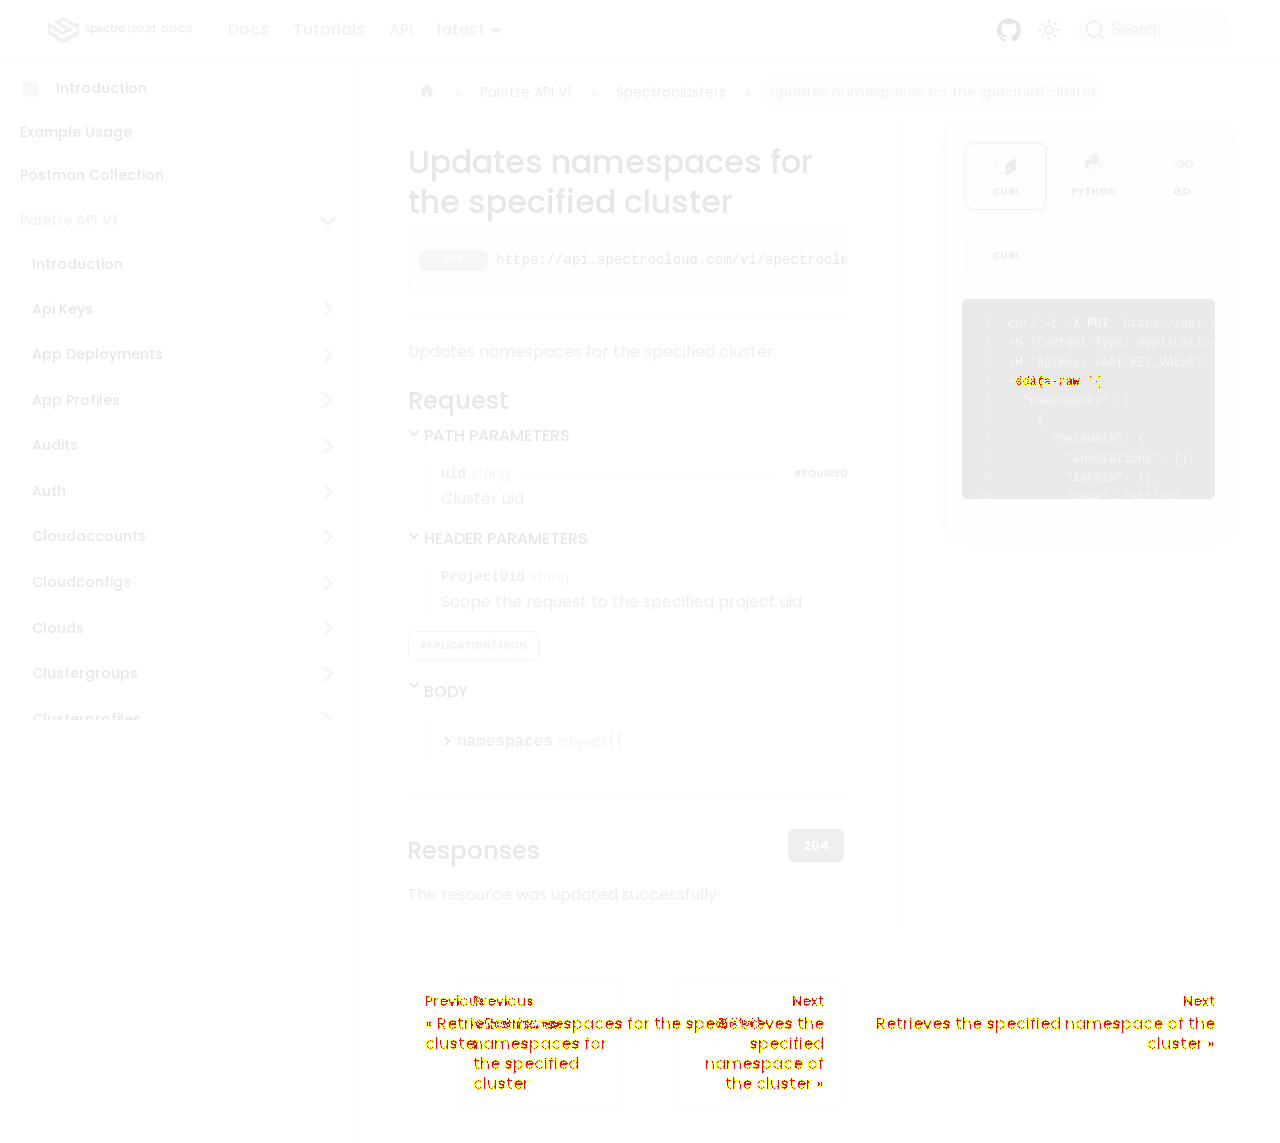 spectro cloud DOCS
Docs
Tutorials
API
latest
Search
Introduction
Example Usage
Postman Collection
Palette API V1
Introduction
Api Keys
App Deployments
App Profiles
Audits
Auth
Cloudaccounts
Cloudconfigs
Clouds
Clustergroups
Clusterprofiles
Palette API V1
Spectroclusters
Updates namespaces for the specified cluster
Updates namespaces for
the specified cluster
PUT https://api.spectrocloud.com/v1/spectroclu
Updates namespaces for the specified cluster
Request
PATH PARAMETERS
uid string REQUIRED
Cluster uid
HEADER PARAMETERS
ProjectUid string
Scope the request to the specified project uid
APPLICATION/JSON
BODY
namespaces object[]
Responses
204
The resource was updated successfully
CURL
PYTHON
GO
CURL
1 curl -L -X PUT 'https://api.s
2 -H 'Content-Type: application
3 -H 'ApiKey: <API_KEY_VALUE>'
4
5 "namespaces": [
6 {
7 "metadata": {
8 "annotations": {},
9 "labels": {},
10 "name": "string"
Previous
namespaces for
the specified
cluster
Next
specified
namespace of
the cluster »
Next
Retrieves the specified namespace of the
cluster »